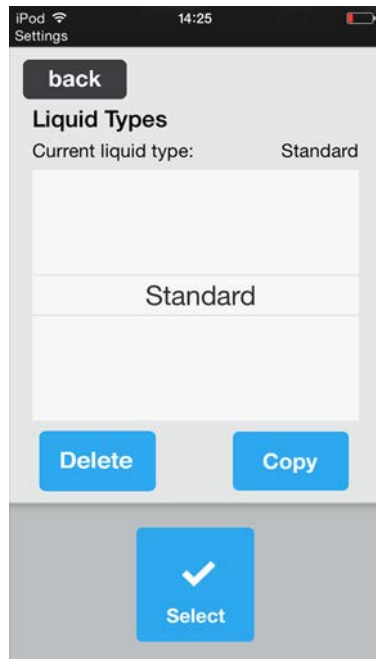 iPod 14:25
Settings
back
Liquid Types
Current liquid type: Standard
Standard
Delete Copy
Select